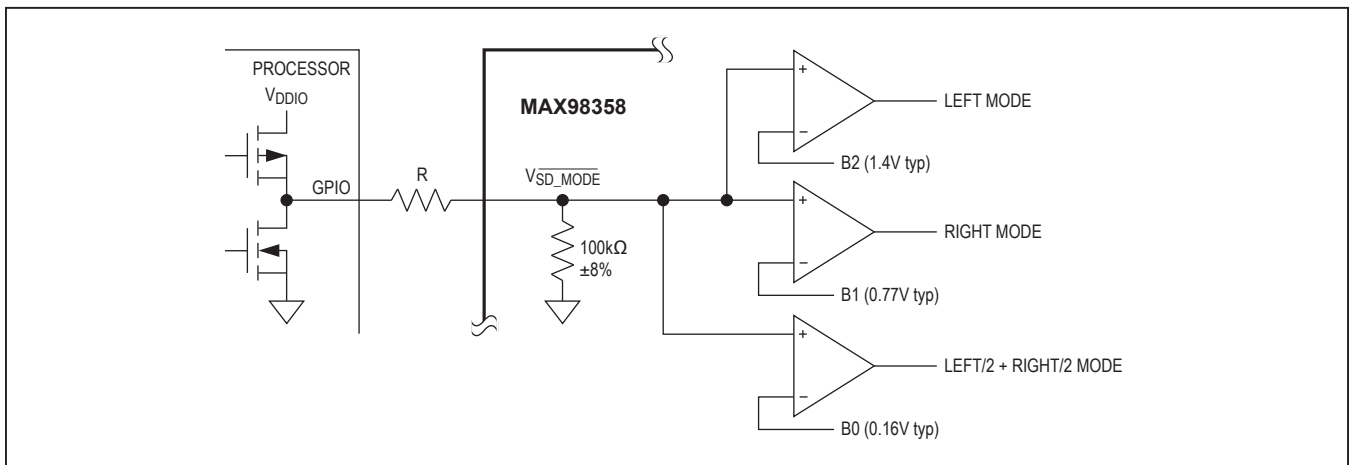 PROCESSOR
VDDIO
GPIO
R
MAX98358
VSD_MODE
100kΩ
±8%
+
−
LEFT MODE
B2 (1.4V typ)
+
−
RIGHT MODE
B1 (0.77V typ)
+
−
LEFT/2 + RIGHT/2 MODE
B0 (0.16V typ)